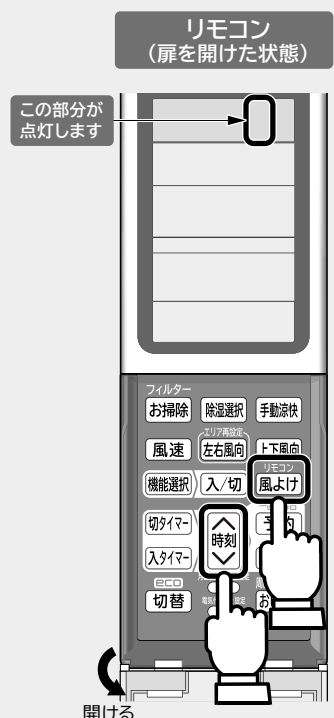 リモコン
（扉を開けた状態）
この部分が
点灯します
フィルター
お掃除 除湿選択 手動涼快
エリア再設定
風速 左右風向 上下風向
リモコン
機能選択 入/切 風よけ
切タイマー 時刻
入タイマー
eco
切替
開ける